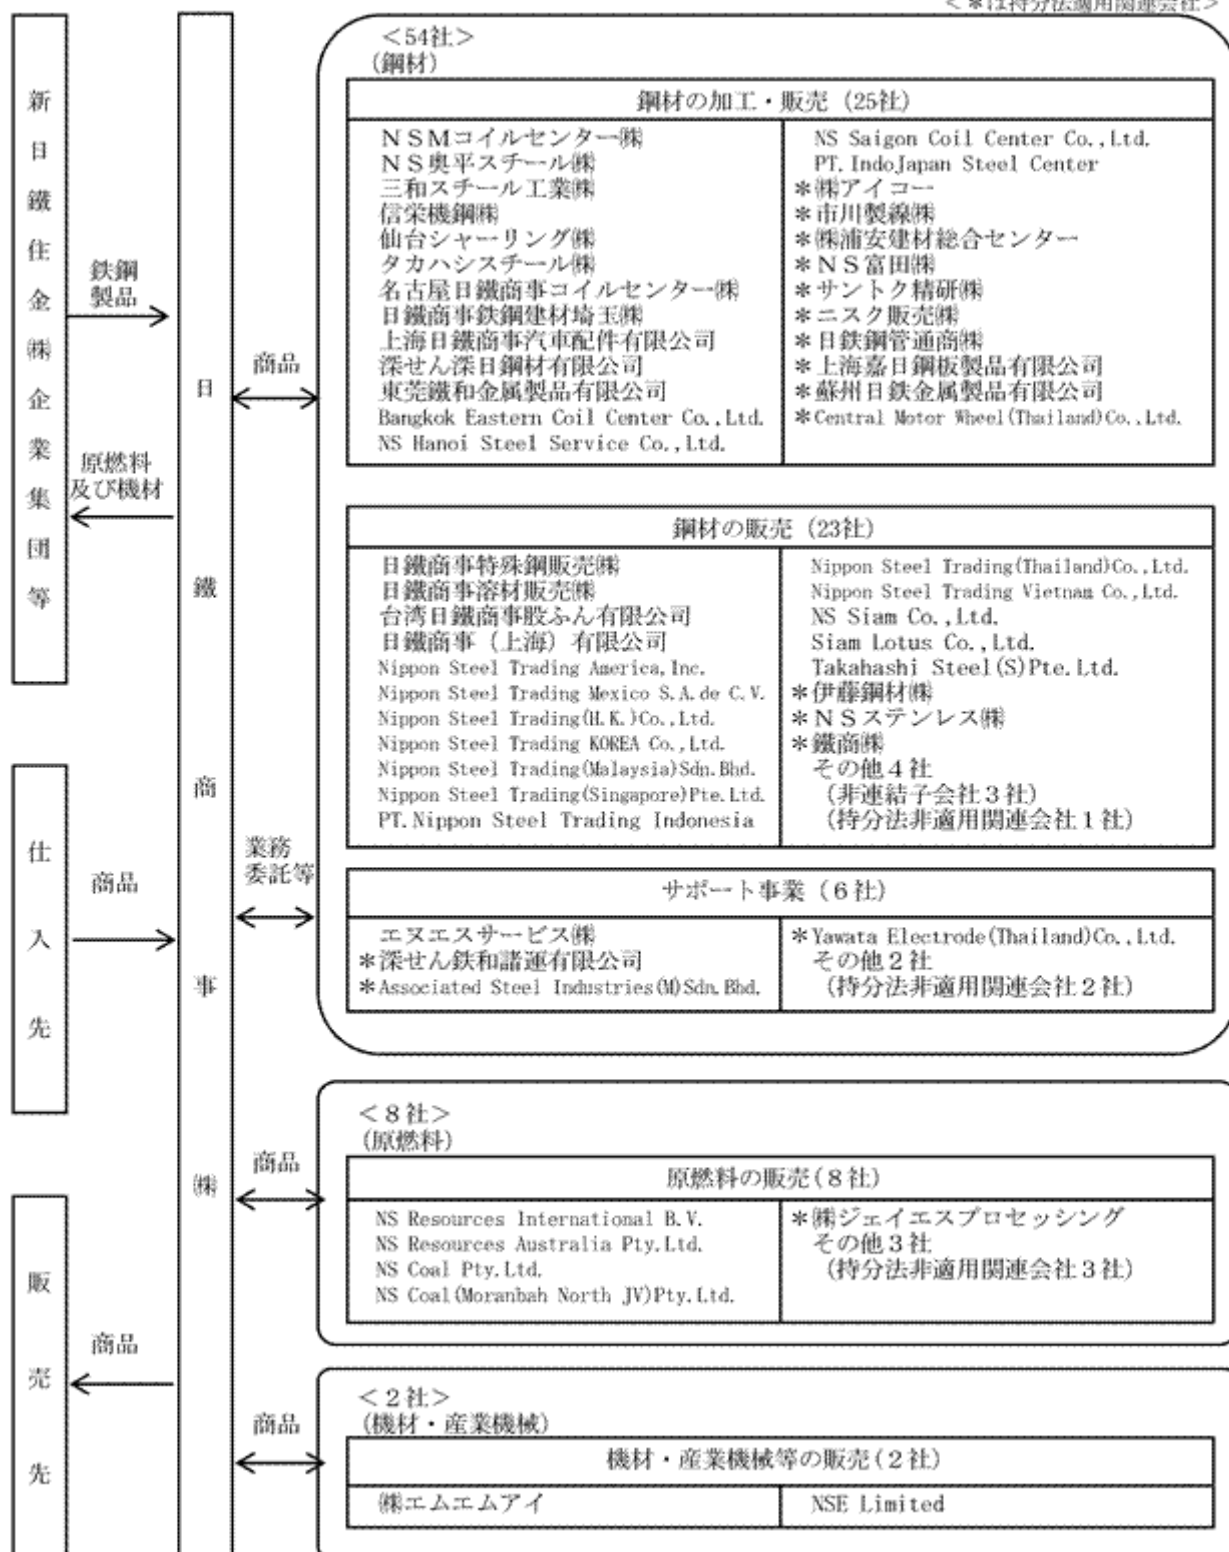 ＜＊は持分法適用関連会社＞
新日鐵住金㈱企業集団等
鉄鋼
製品
原燃料
及び機材
仕入先
商品
販売先
商品
日鐵商事㈱
商品
業務
委託等
商品
商品
＜54社＞
(鋼材)
鋼材の加工・販売（25社）
ＮＳＭコイルセンター㈱
ＮＳ奥平スチール㈱
三和スチール工業㈱
信栄機鋼㈱
仙台シャーリング㈱
タカハシスチール㈱
名古屋日鐵商事コイルセンター㈱
日鐵商事鉄鋼建材埼玉㈱
上海日鐵商事汽車配件有限公司
深せん深日鋼材有限公司
東莞鐵和金属製品有限公司
Bangkok Eastern Coil Center Co.,Ltd.
NS Hanoi Steel Service Co.,Ltd.
NS Saigon Coil Center Co.,Ltd.
PT.IndoJapan Steel Center
＊㈱アイコー
＊市川製線㈱
＊㈱浦安建材総合センター
＊ＮＳ富田㈱
＊サントク精研㈱
＊ニスク販売㈱
＊日鉄鋼管通商㈱
＊上海嘉日鋼板製品有限公司
＊蘇州日鉄金属製品有限公司
＊Central Motor Wheel(Thailand)Co.,Ltd.
鋼材の販売（23社）
日鐵商事特殊鋼販売㈱
日鐵商事溶材販売㈱
台湾日鐵商事股ふん有限公司
日鐵商事（上海）有限公司
Nippon Steel Trading America,Inc.
Nippon Steel Trading Mexico S.A.de C.V.
Nippon Steel Trading(H.K.)Co.,Ltd.
Nippon Steel Trading KOREA Co.,Ltd.
Nippon Steel Trading(Malaysia)Sdn.Bhd.
Nippon Steel Trading(Singapore)Pte.Ltd.
PT.Nippon Steel Trading Indonesia
Nippon Steel Trading(Thailand)Co.,Ltd.
Nippon Steel Trading Vietnam Co.,Ltd.
NS Siam Co.,Ltd.
Siam Lotus Co.,Ltd.
Takahashi Steel(S)Pte.Ltd.
＊伊藤鋼材㈱
＊ＮＳステンレス㈱
＊鐵商㈱
その他４社
（非連結子会社３社）
（持分法非適用関連会社１社）
サポート事業（６社）
エヌエスサービス㈱
＊深せん鉄和諸運有限公司
＊Associated Steel Industries(M)Sdn.Bhd.
＊Yawata Electrode(Thailand)Co.,Ltd.
その他２社
（持分法非適用関連会社２社）
＜８社＞
(原燃料)
原燃料の販売(８社)
NS Resources International B.V.
NS Resources Australia Pty.Ltd.
NS Coal Pty.Ltd.
NS Coal(Moranbah North JV)Pty.Ltd.
＊㈱ジェイエスプロセッシング
その他３社
（持分法非適用関連会社３社）
＜２社＞
(機材・産業機械)
機材・産業機械等の販売(２社)
㈱エムエムアイ
NSE Limited